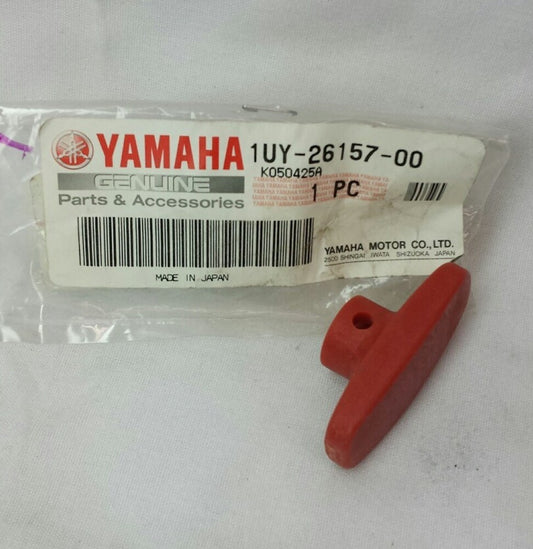 YAMAHA 1UY-26157-00
GENUINE K050425A
Parts & Accessories 1 PC
YAMAHA MOTOR CO.,LTD.
2500 SHINGAI IWATA SHIZUOKA JAPAN
MADE IN JAPAN